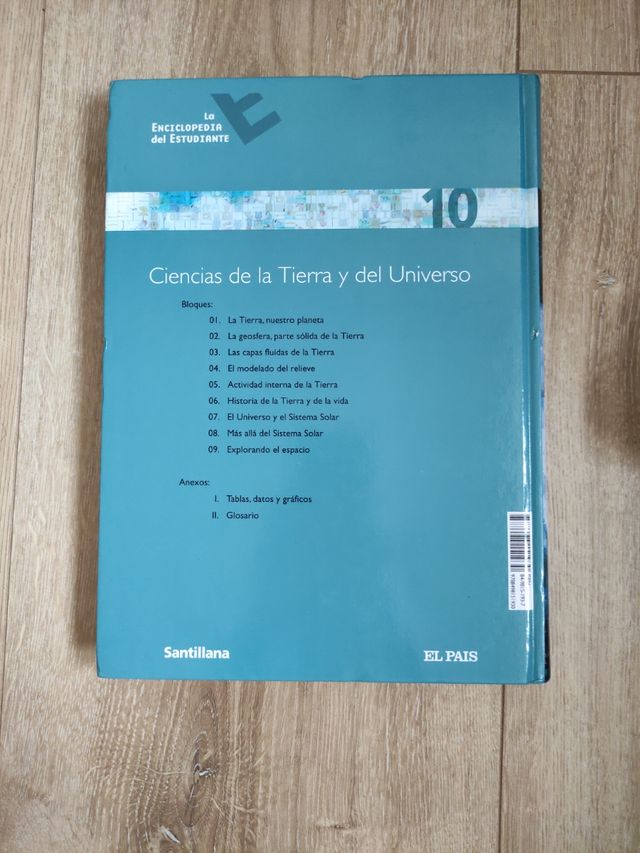 La
ENCICLOPEDIA
del ESTUDIANTE
10
Ciencias de la Tierra y del Universo
Bloques:
01. La Tierra, nuestro planeta
02. La geosfera, parte sólida de la Tierra
03. Las capas fluidas de la Tierra
04. El modelado del relieve
05. Actividad interna de la Tierra
06. Historia de la Tierra y de la vida
07. El Universo y el Sistema Solar
08. Más allá del Sistema Solar
09. Explorando el espacio
Anexos:
I. Tablas, datos y gráficos
II. Glosario
Santillana
EL PAIS